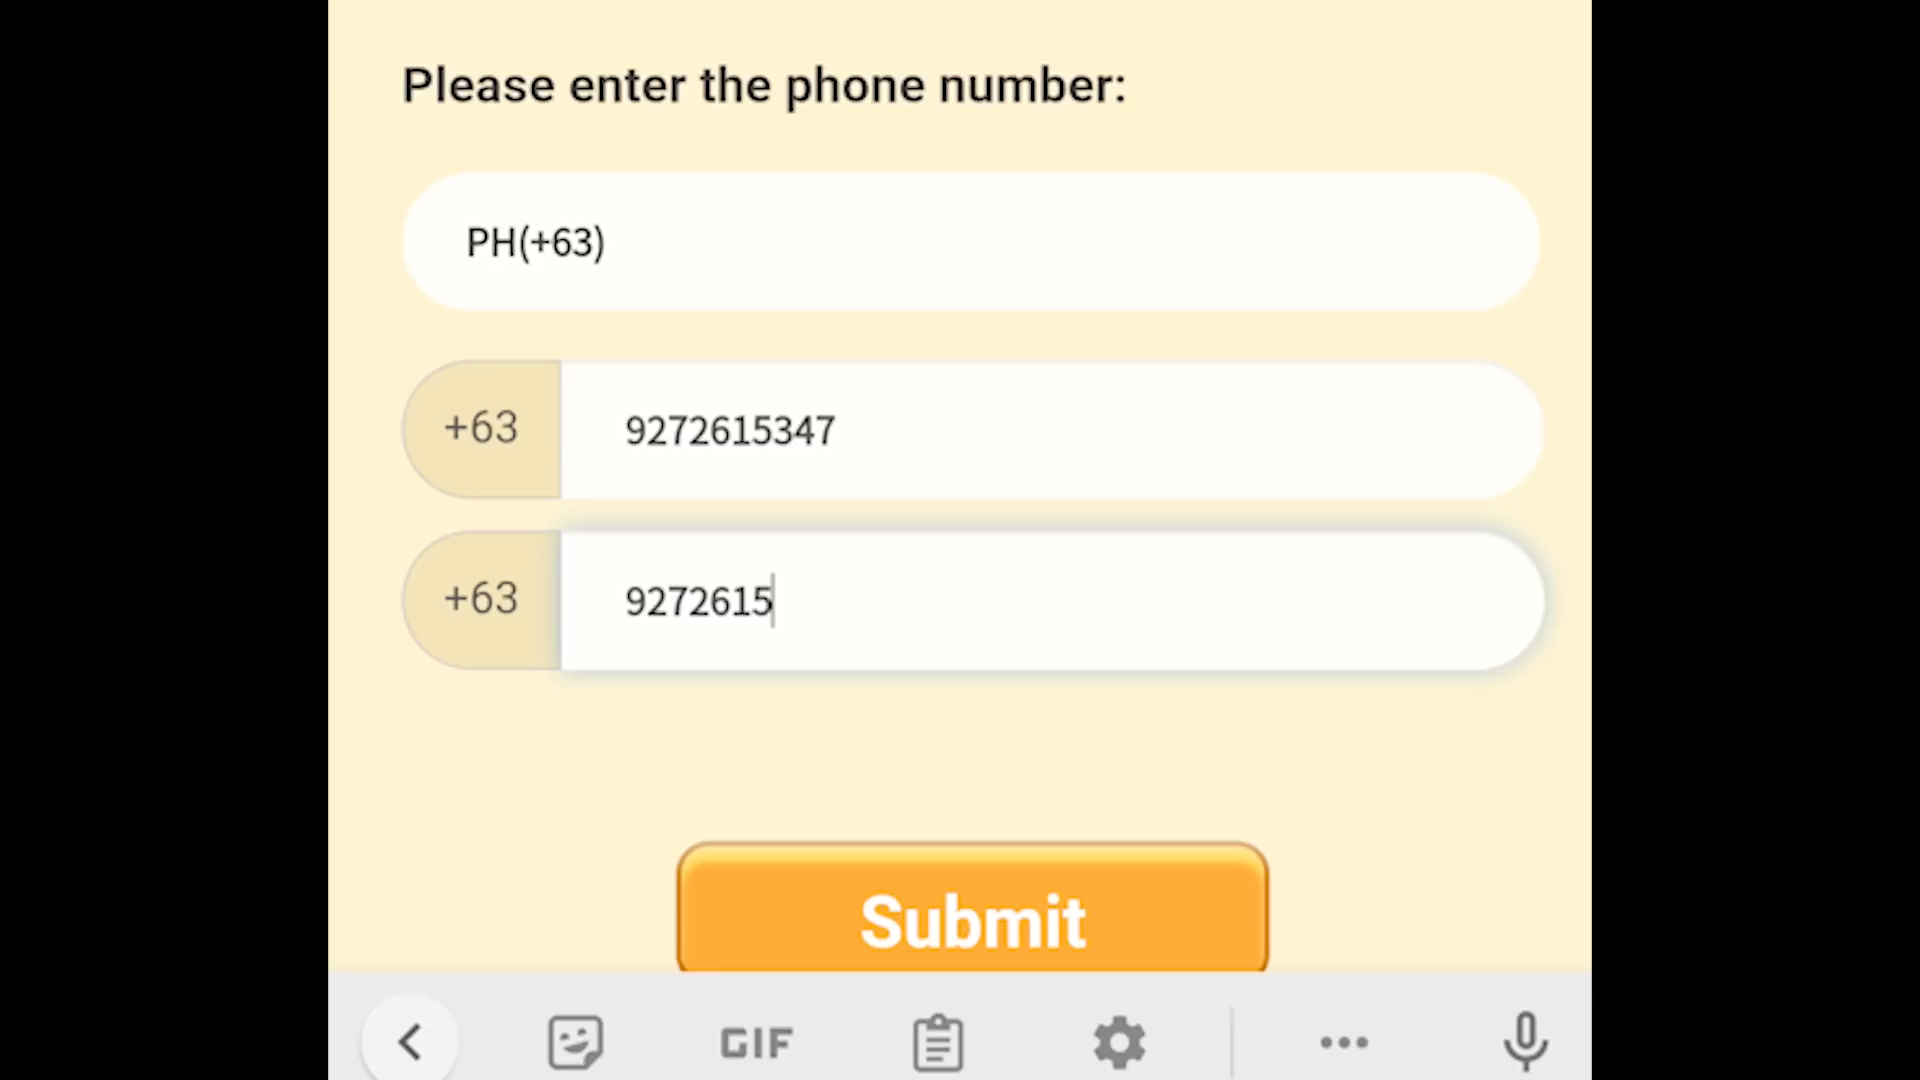 Please enter the phone number:
PH(+63)
+63 9272615347
+63 9272615
Submit
GIF